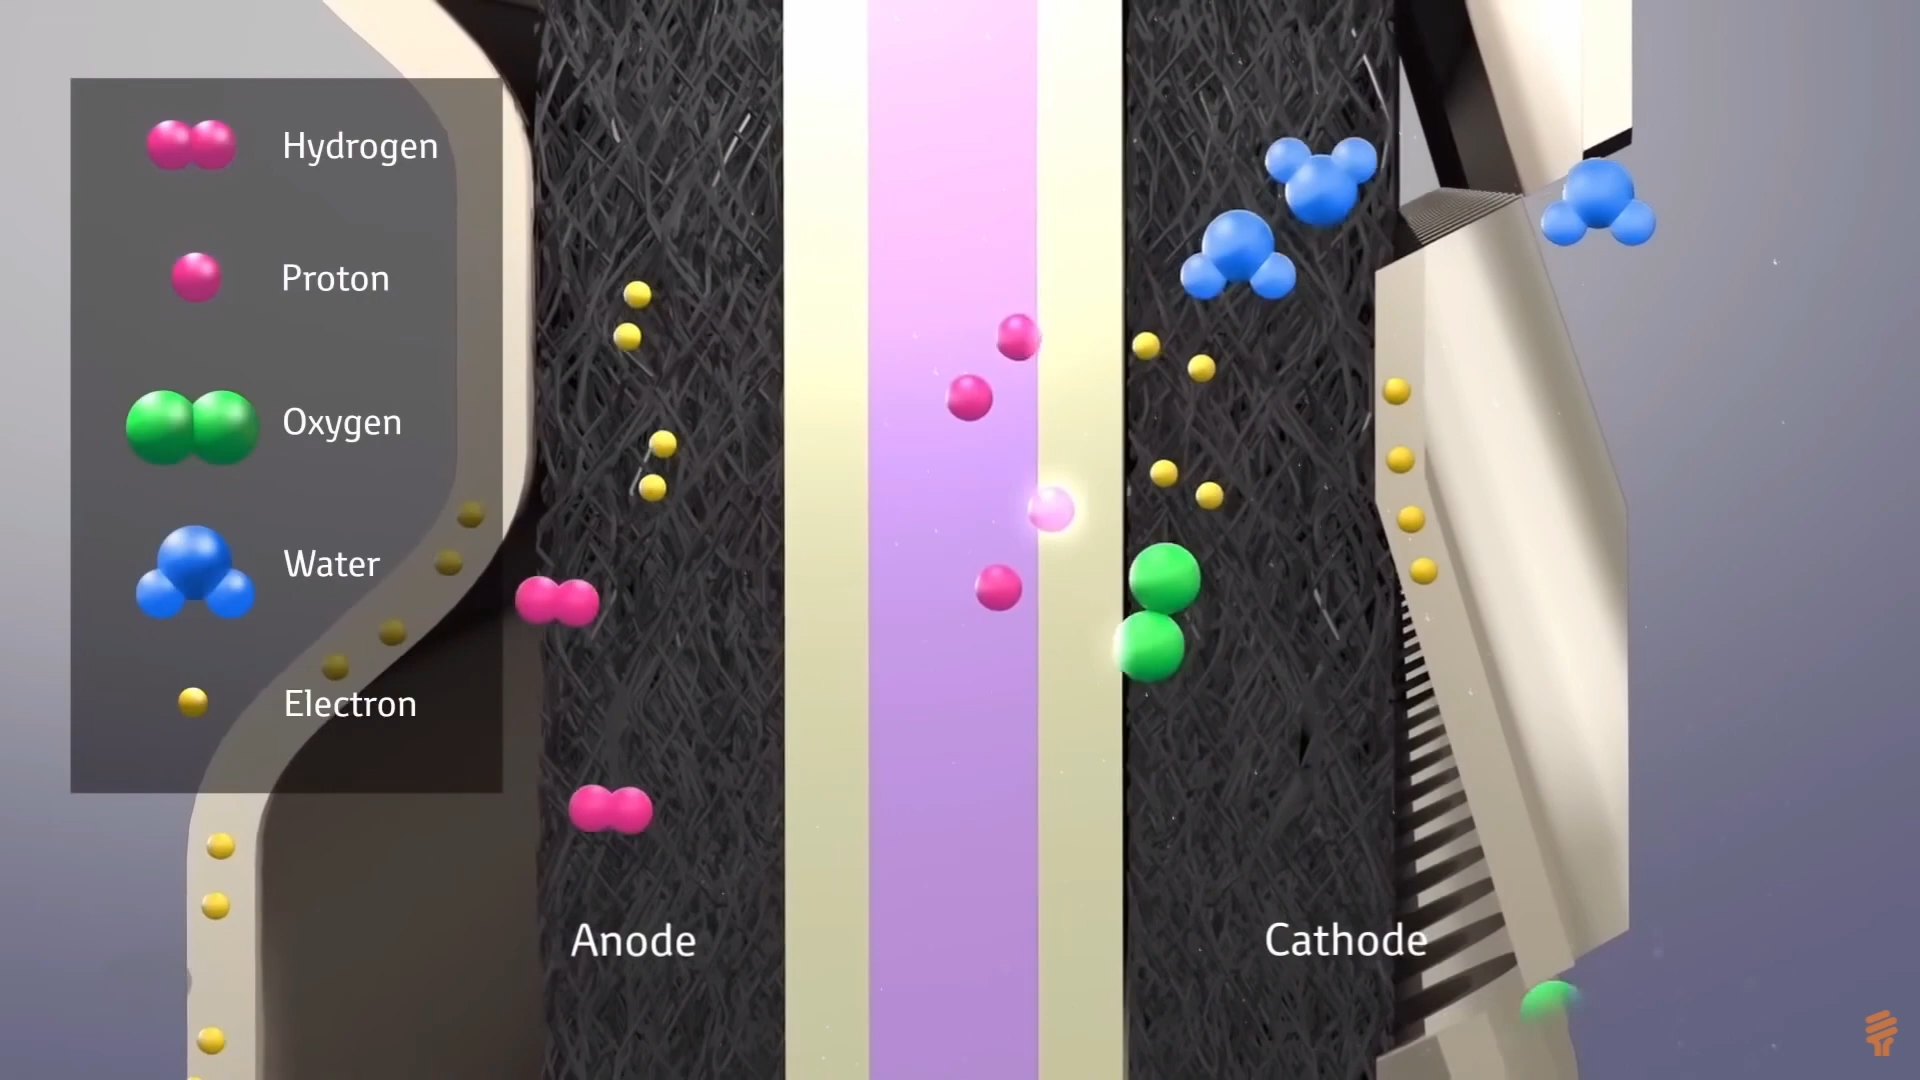 Hydrogen
Proton
Oxygen
Water
Electron
Anode
Cathode